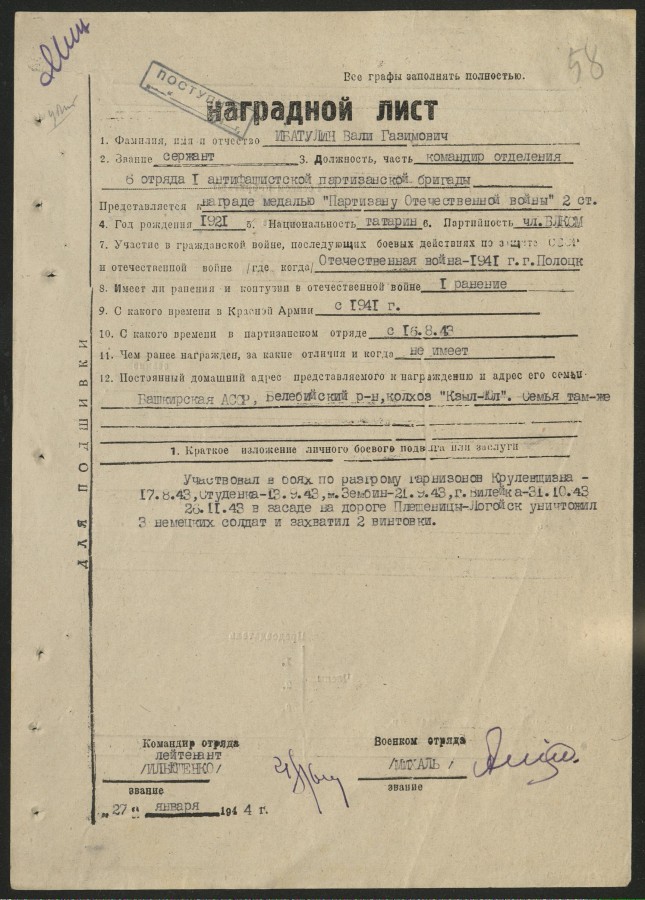 58
Все графы заполнять полностью.
ПОСТУ
наградной лист
1. Фамилия, имя и отчество ИБАТУЛИН Вали Газимович
2. Звание сержант 3. Должность, часть командир отделения
6 отряда I антифашистской партизанской бригады
Представляется к награде медалью "Партизану Отечественной войны" 2 ст.
4. Год рождения 1921 5. Национальность татарин 6. Партийность чл.ВЛКСМ
7. Участие в гражданской войне, последующих боевых действиях по защите СССР
и отечественной войне /где когда/ Отечественная война-1941 г.г.Полоцк
8. Имеет ли ранения и контузии в отечественной войне I ранение
9. С какого времени в Красной Армии с 1941 г.
10. С какого времени в партизанском отряде с 16.8.43
11. Чем ранее награжден, за какие отличия и когда не имеет
12. Постоянный домашний адрес представляемого к награждению и адрес его семьи
Башкирская АССР, Белебийский р-н, колхоз "Кзыл-Юл". Семья там-же
1. Краткое изложение личного боевого подвига или заслуги
Участвовал в боях по разгрому гарнизонов Крулевщизна -
17.8.43, Студенка-13.9.43, м.Зембин-21.9.43, г.Вилейка-31.10.43
26.11.43 в засаде на дороге Плещеницы-Логойск уничтожил
3 немецких солдат и захватил 2 винтовки.
ДЛЯ ПОДШИВКИ
Командир отряда
лейтенант
звание
Военком отряда
звание
"27" января 1944 г.